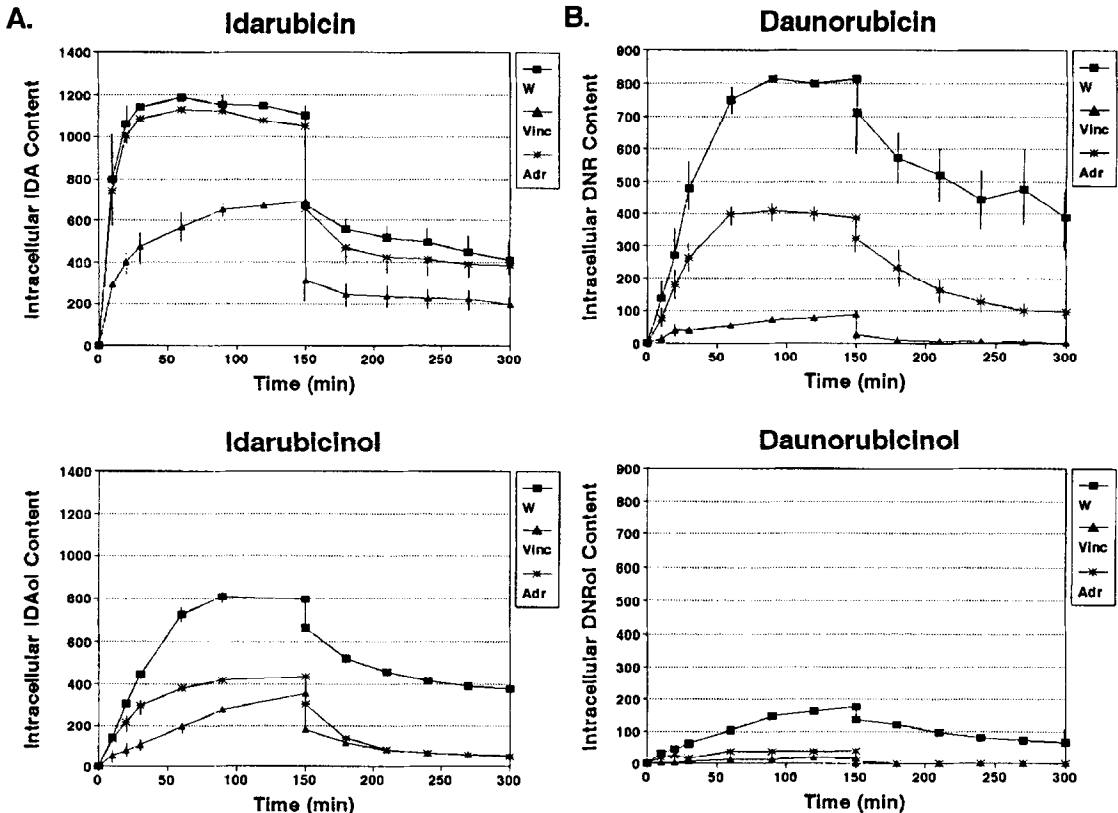 A.
Idarubicin
Intracellular IDA Content
1400
1200
1000
800
600
400
200
0
0 50 100 150 200 250 300
Time (min)
W
Vinc
Adr
B.
Daunorubicin
Intracellular DNR Content
900
800
700
600
500
400
300
200
100
0
0 50 100 150 200 250 300
Time (min)
W
Vinc
Adr
Idarubicinol
Intracellular IDAol Content
1400
1200
1000
800
600
400
200
0
0 50 100 150 200 250 300
Time (min)
W
Vinc
Adr
Daunorubicinol
Intracellular DNRol Content
900
800
700
600
500
400
300
200
100
0
0 50 100 150 200 250 300
Time (min)
W
Vinc
Adr